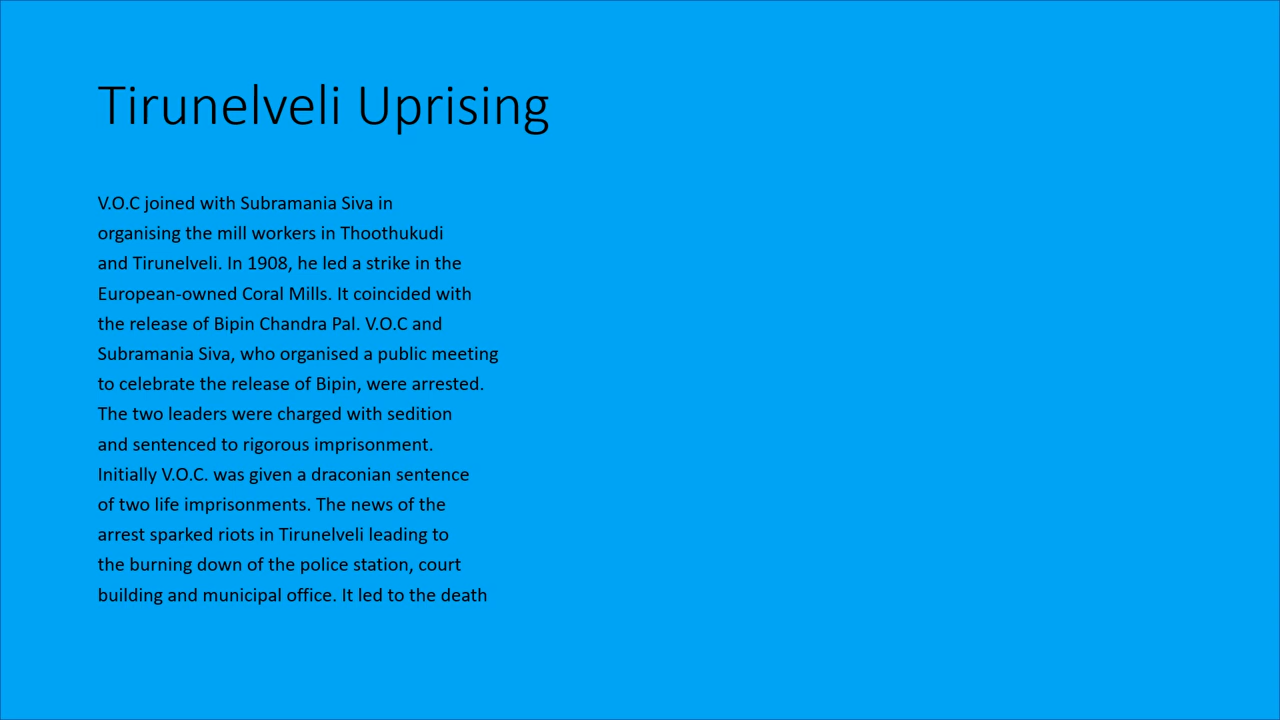 Tirunelveli Uprising
V.O.C joined with Subramania Siva in
organising the mill workers in Thoothukudi
and Tirunelveli. In 1908, he led a strike in the
European-owned Coral Mills. It coincided with
the release of Bipin Chandra Pal. V.O.C and
Subramania Siva, who organised a public meeting
to celebrate the release of Bipin, were arrested.
The two leaders were charged with sedition
and sentenced to rigorous imprisonment.
Initially V.O.C. was given a draconian sentence
of two life imprisonments. The news of the
arrest sparked riots in Tirunelveli leading to
the burning down of the police station, court
building and municipal office. It led to the death